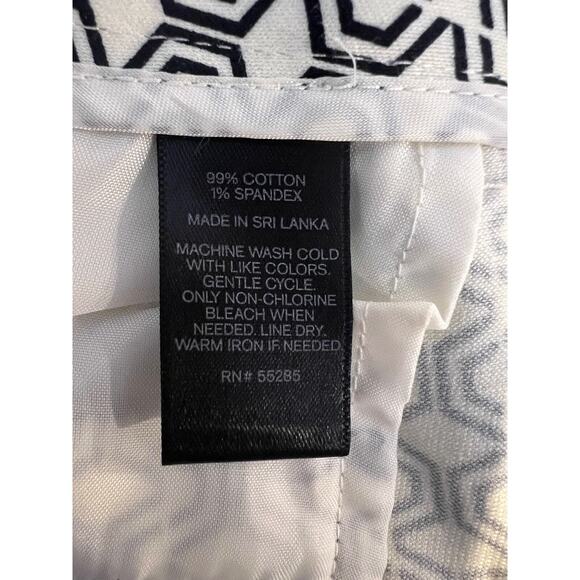 99% COTTON
1% SPANDEX
MADE IN SRI LANKA
MACHINE WASH COLD
WITH LIKE COLORS.
GENTLE CYCLE.
ONLY NON-CHLORINE
BLEACH WHEN
NEEDED. LINE DRY.
WARM IRON IF NEEDED.
RN# 55285